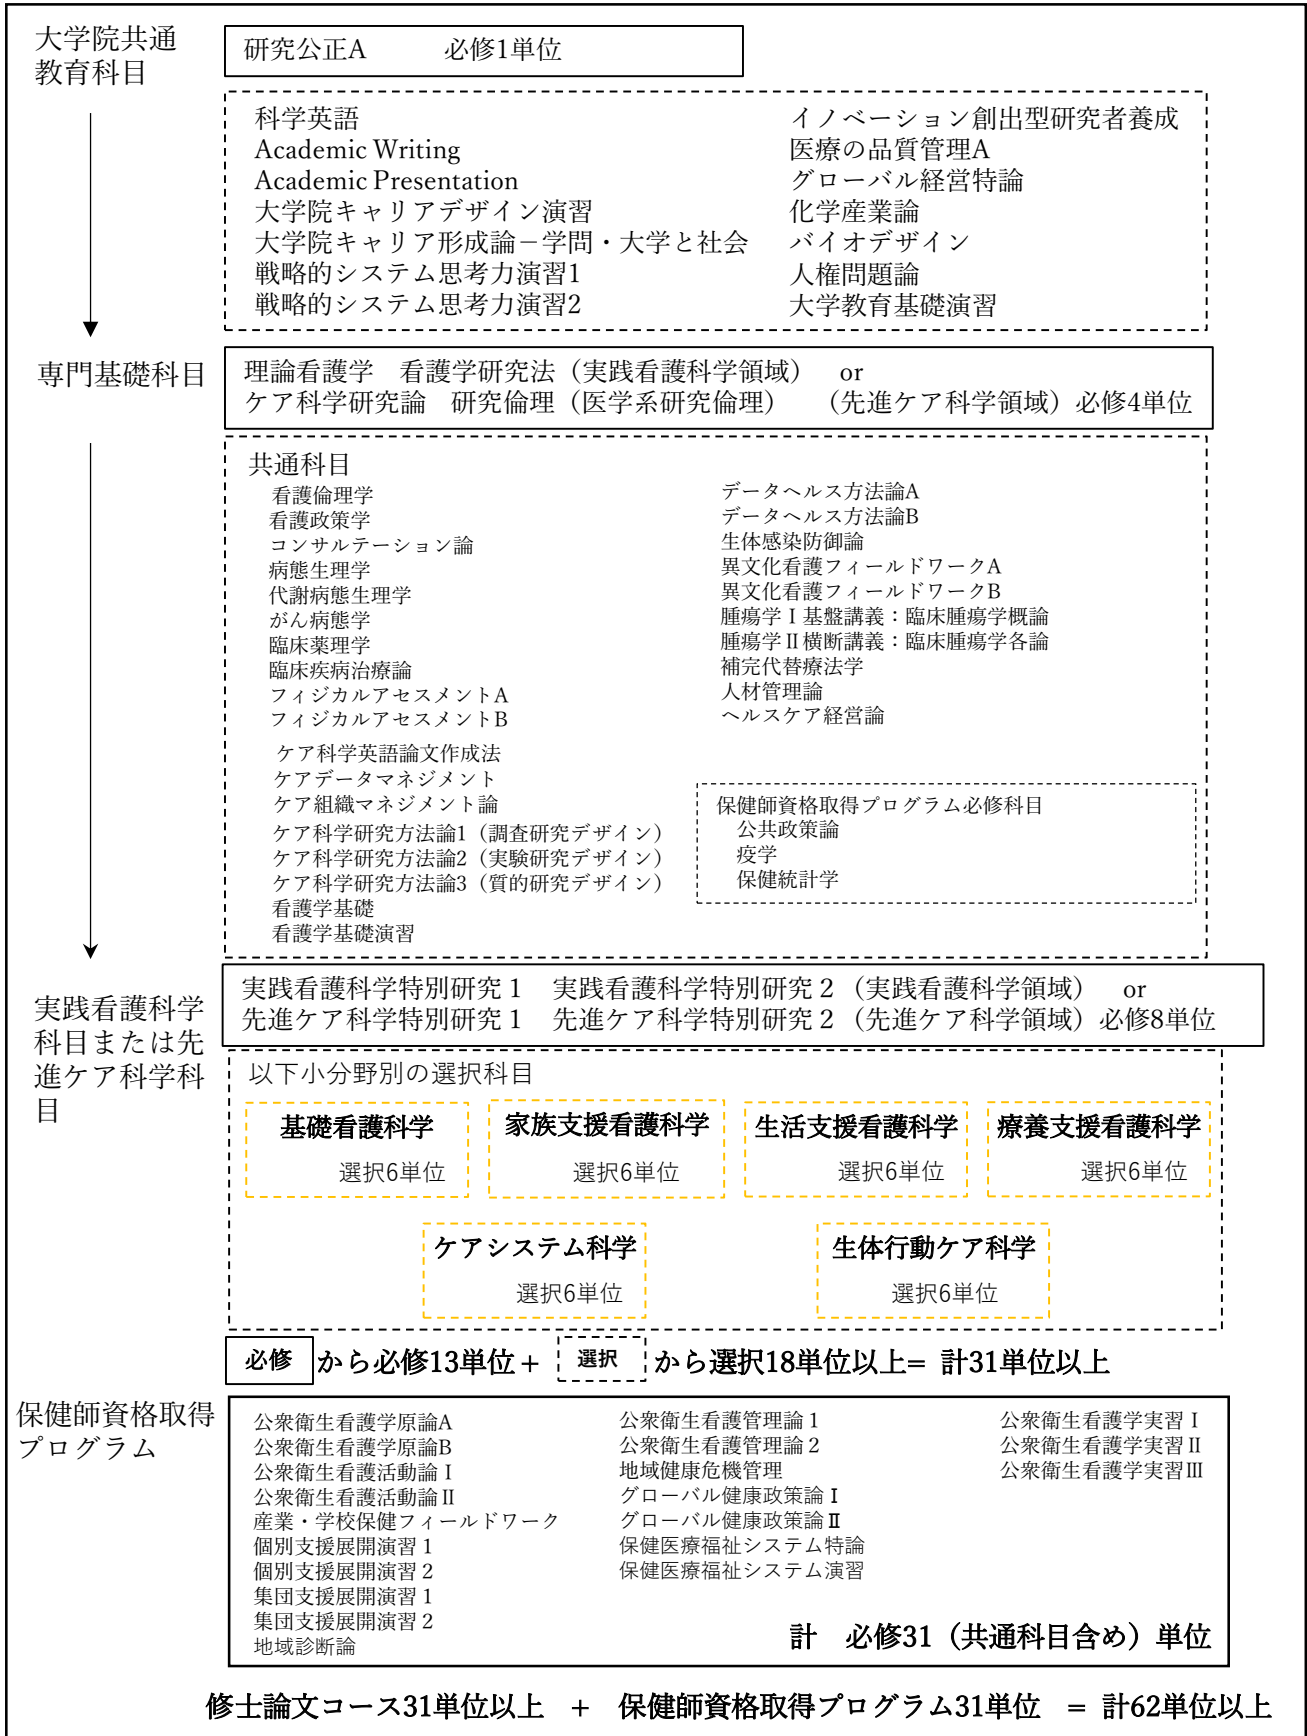 大学院共通
教育科目
研究公正A　必修1単位
科学英語
Academic Writing
Academic Presentation
大学院キャリアデザイン演習
大学院キャリア形成論－学問・大学と社会
戦略的システム思考力演習1
戦略的システム思考力演習2
イノベーション創出型研究者養成
医療の品質管理A
グローバル経営特論
化学産業論
バイオデザイン
人権問題論
大学教育基礎演習
専門基礎科目
理論看護学　看護学研究法（実践看護科学領域）　or
ケア科学研究論　研究倫理（医学系研究倫理）　（先進ケア科学領域）必修4単位
共通科目
看護倫理学
看護政策学
コンサルテーション論
病態生理学
代謝病態生理学
がん病態学
臨床薬理学
臨床疾病治療論
フィジカルアセスメントA
フィジカルアセスメントB
ケア科学英語論文作成法
ケアデータマネジメント
ケア組織マネジメント論
ケア科学研究方法論1（調査研究デザイン）
ケア科学研究方法論2（実験研究デザイン）
ケア科学研究方法論3（質的研究デザイン）
看護学基礎
看護学基礎演習
データヘルス方法論A
データヘルス方法論B
生体感染防御論
異文化看護フィールドワークA
異文化看護フィールドワークB
腫瘍学Ⅰ基盤講義：臨床腫瘍学概論
腫瘍学Ⅱ横断講義：臨床腫瘍学各論
補完代替療法学
人材管理論
ヘルスケア経営論
保健師資格取得プログラム必修科目
公共政策論
疫学
保健統計学
実践看護科学
科目または先
進ケア科学科
目
実践看護科学特別研究１　実践看護科学特別研究２（実践看護科学領域）　or
先進ケア科学特別研究１　先進ケア科学特別研究２（先進ケア科学領域）必修8単位
以下小分野別の選択科目
基礎看護科学
選択6単位
家族支援看護科学
選択6単位
生活支援看護科学
選択6単位
療養支援看護科学
選択6単位
ケアシステム科学
選択6単位
生体行動ケア科学
選択6単位
必修 から必修13単位＋ 選択 から選択18単位以上= 計31単位以上
保健師資格取得
プログラム
公衆衛生看護学原論A
公衆衛生看護学原論B
公衆衛生看護活動論Ⅰ
公衆衛生看護活動論Ⅱ
産業・学校保健フィールドワーク
個別支援展開演習１
個別支援展開演習２
集団支援展開演習１
集団支援展開演習２
地域診断論
公衆衛生看護管理論１
公衆衛生看護管理論２
地域健康危機管理
グローバル健康政策論Ⅰ
グローバル健康政策論Ⅱ
保健医療福祉システム特論
保健医療福祉システム演習
公衆衛生看護学実習Ⅰ
公衆衛生看護学実習Ⅱ
公衆衛生看護学実習Ⅲ
計　必修31（共通科目含め）単位
修士論文コース31単位以上　+　保健師資格取得プログラム31単位　= 計62単位以上